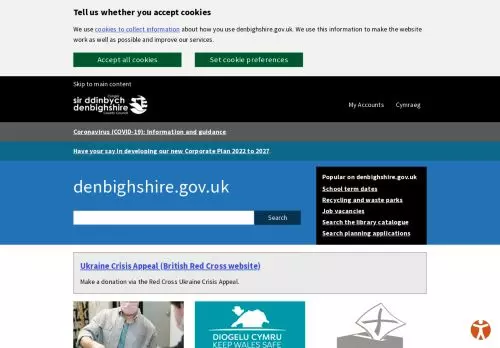 Tell us whether you accept cookies
We use cookies to collect information about how you use denbighshire.gov.uk. We use this information to make the website
work as well as possible and improve our services.
Accept all cookies
Set cookie preferences
Skip to main content
sir ddinbych
denbighshire
County Council
My Accounts
Cymraeg
Coronavirus (COVID-19): Information and guidance
Have your say in developing our new Corporate Plan 2022 to 2027.
denbighshire.gov.uk
Search
Popular on denbighshire.gov.uk
School term dates
Recycling and waste parks
Job vacancies
Search the library catalogue
Search planning applications
Ukraine Crisis Appeal (British Red Cross website)
Make a donation via the Red Cross Ukraine Crisis Appeal.
DIOGELU CYMRU
KEEP WALES SAFE